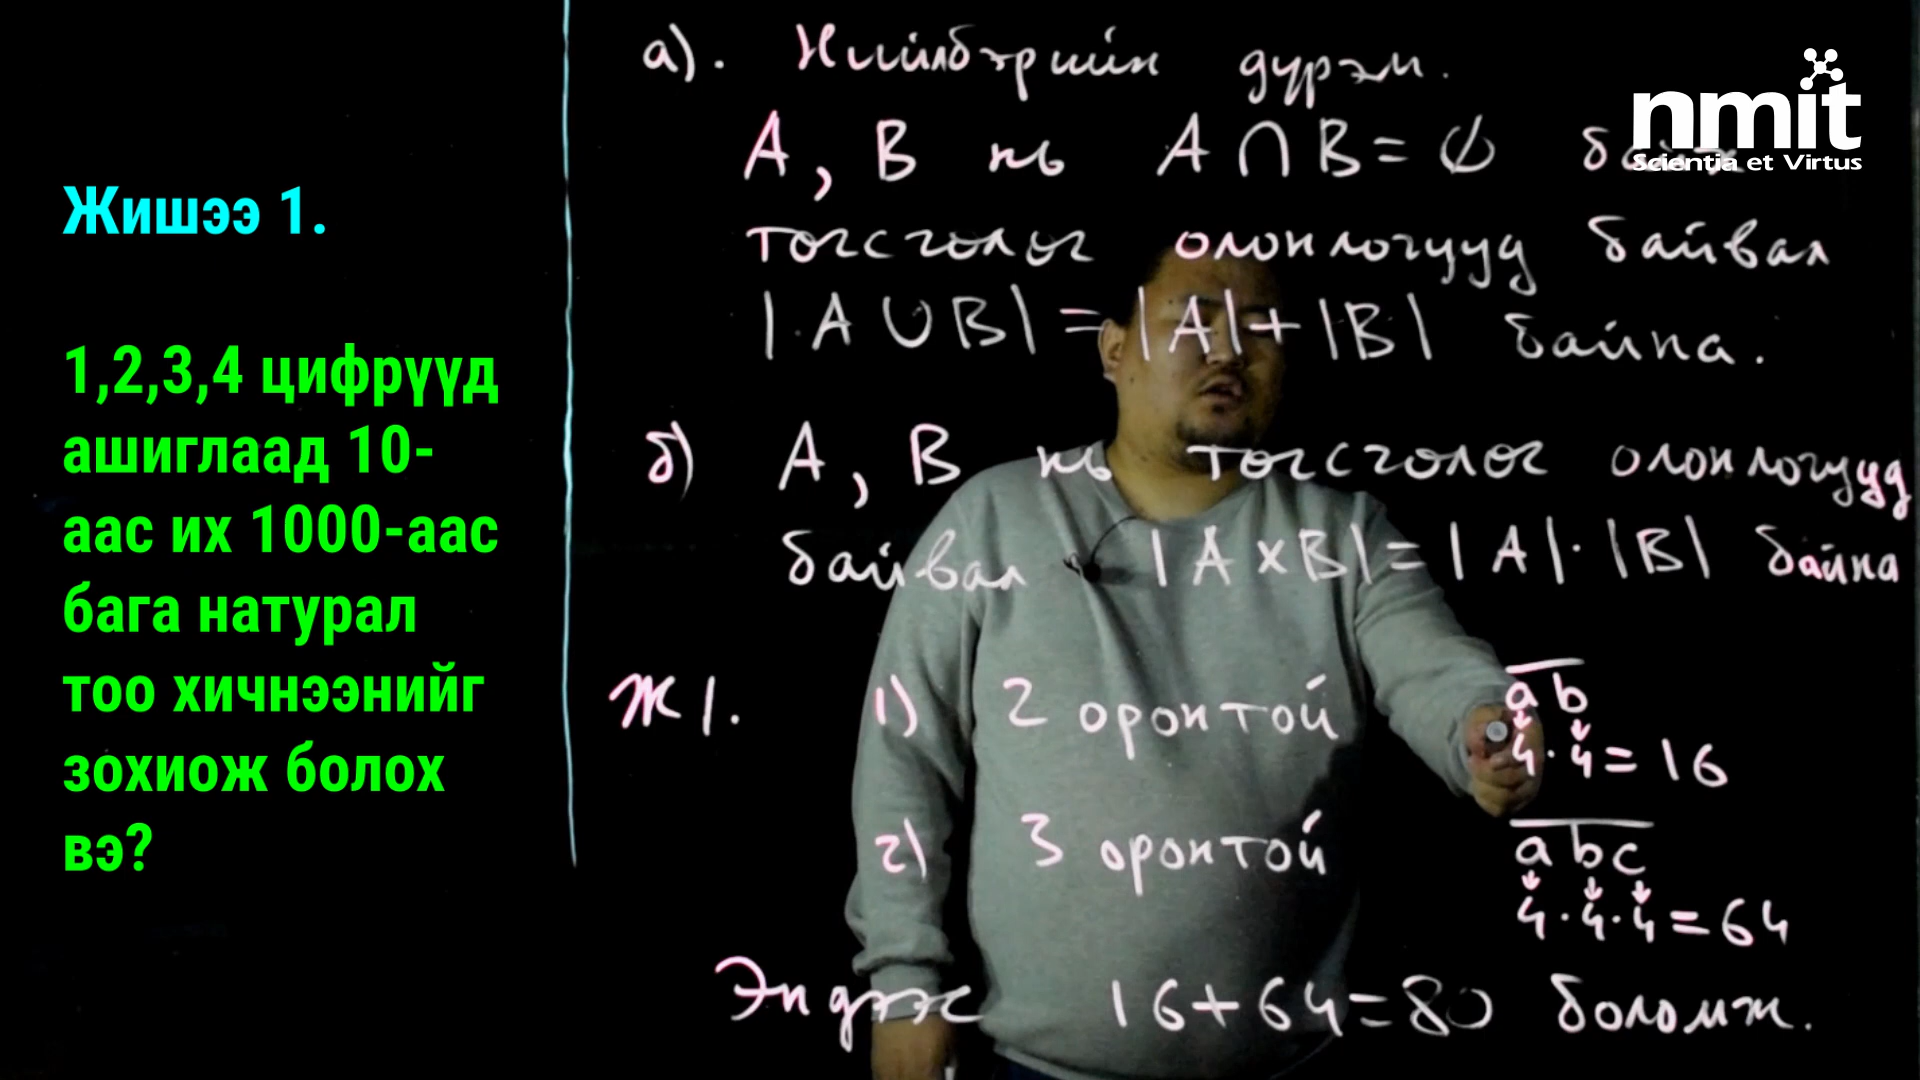 Жишээ 1.
1,2,3,4 цифрүүд
ашиглаад 10-
аас их 1000-аас
бага натурал
тоо хичнээнийг
зохиож болох
вэ?
а). Нийлбэрийн дүрэм.
A, B нь A ∩ B = ∅
төгсгөлөг олонлогууд байвал
|A ∪ B| = |A| + |B| байна.
б) A, B нь төгсгөлөг олонлогууд
байвал |A × B| = |A| · |B| байна
Ж1. 1) 2 оронтой ab
4 · 4 = 16
2) 3 оронтой abc
4 · 4 · 4 = 64
Эндээс 16 + 64 = 80 боломж.
nmit
Scientia et Virtus